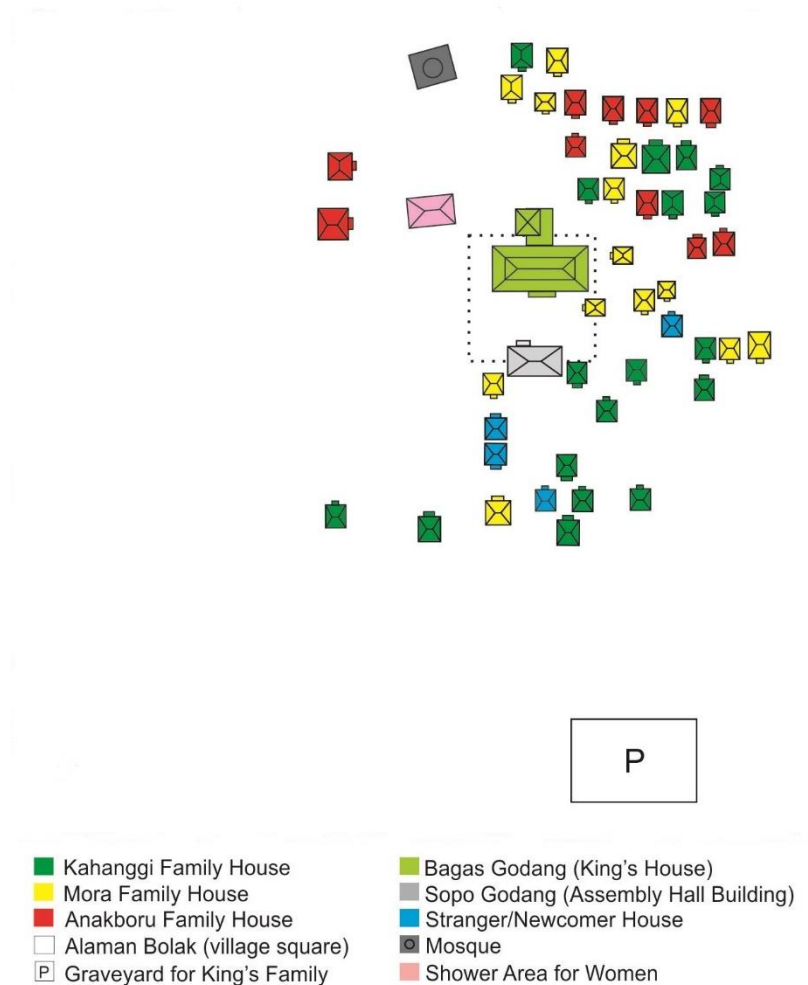 P
Kahanggi Family House
Mora Family House
Anakboru Family House
Alaman Bolak (village square)
P Graveyard for King's Family
Bagas Godang (King's House)
Sopo Godang (Assembly Hall Building)
Stranger/Newcomer House
Mosque
Shower Area for Women